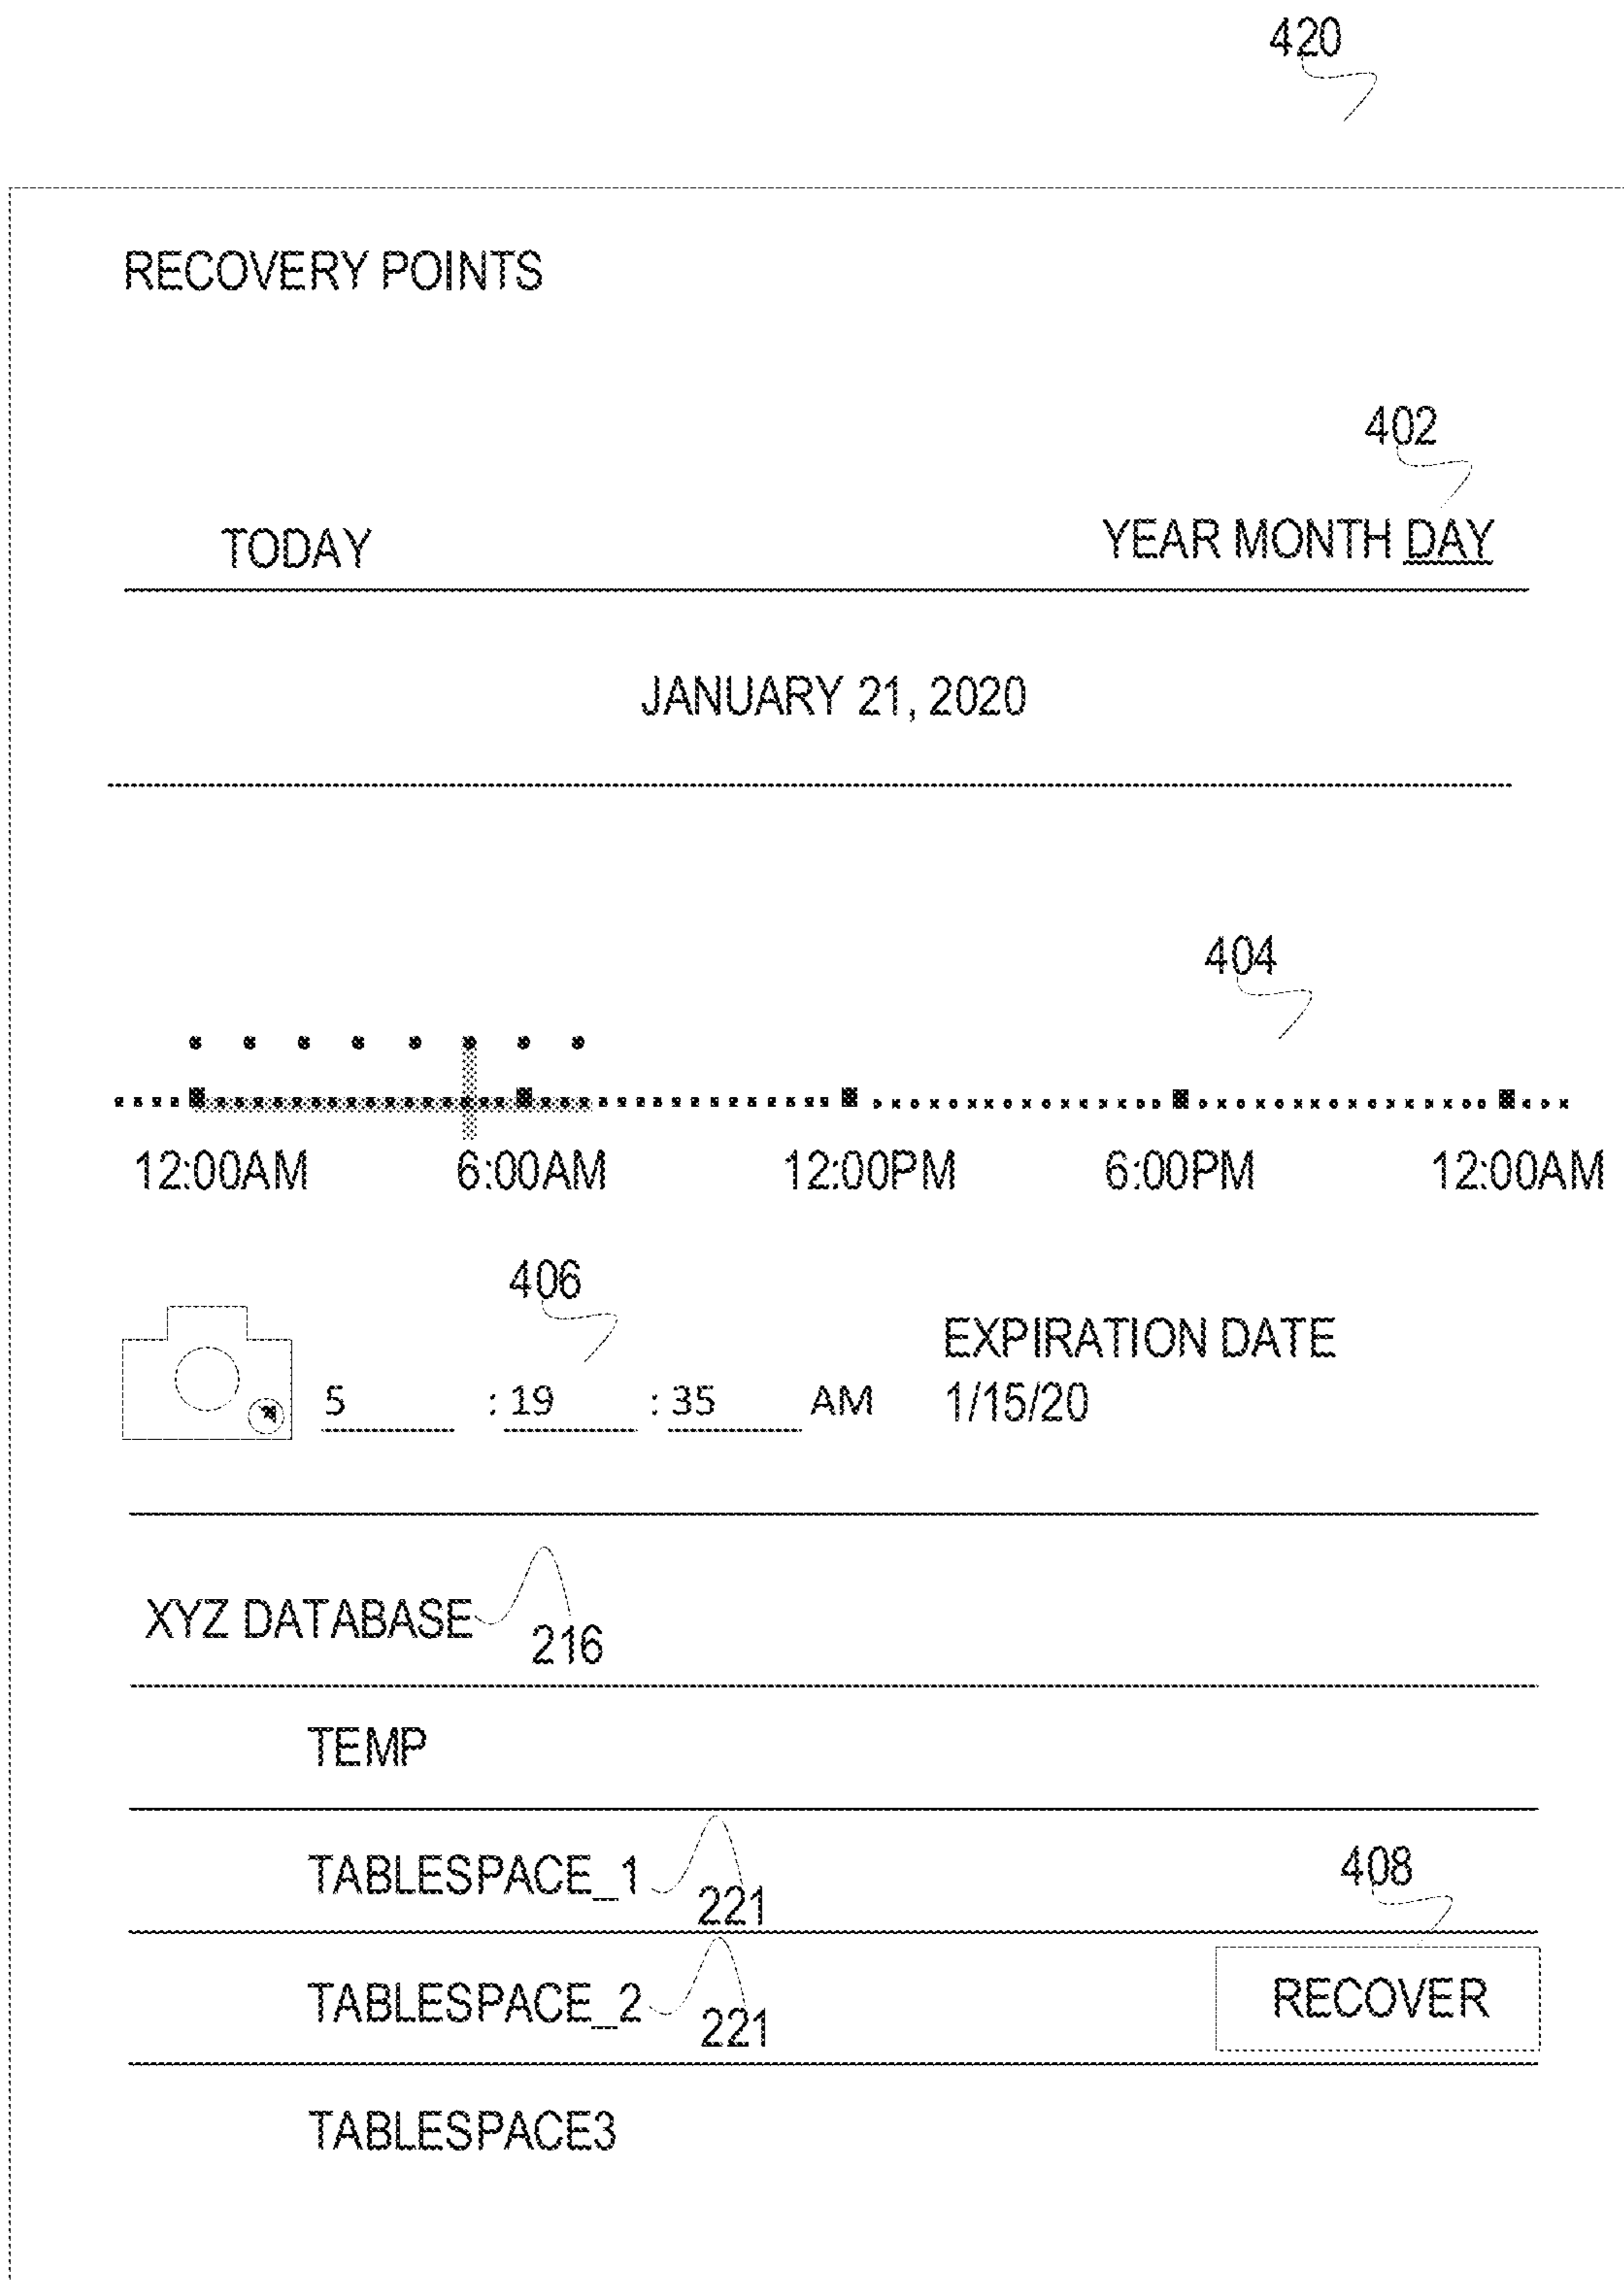 420
RECOVERY POINTS
402
TODAY YEAR MONTH DAY
JANUARY 21, 2020
404
12:00AM 6:00AM 12:00PM 6:00PM 12:00AM
406
EXPIRATION DATE
5 : 19 : 35 AM 1/15/20
XYZ DATABASE
216
TEMP
TABLESPACE_1 408
221
TABLESPACE_2 RECOVER
221
TABLESPACE3